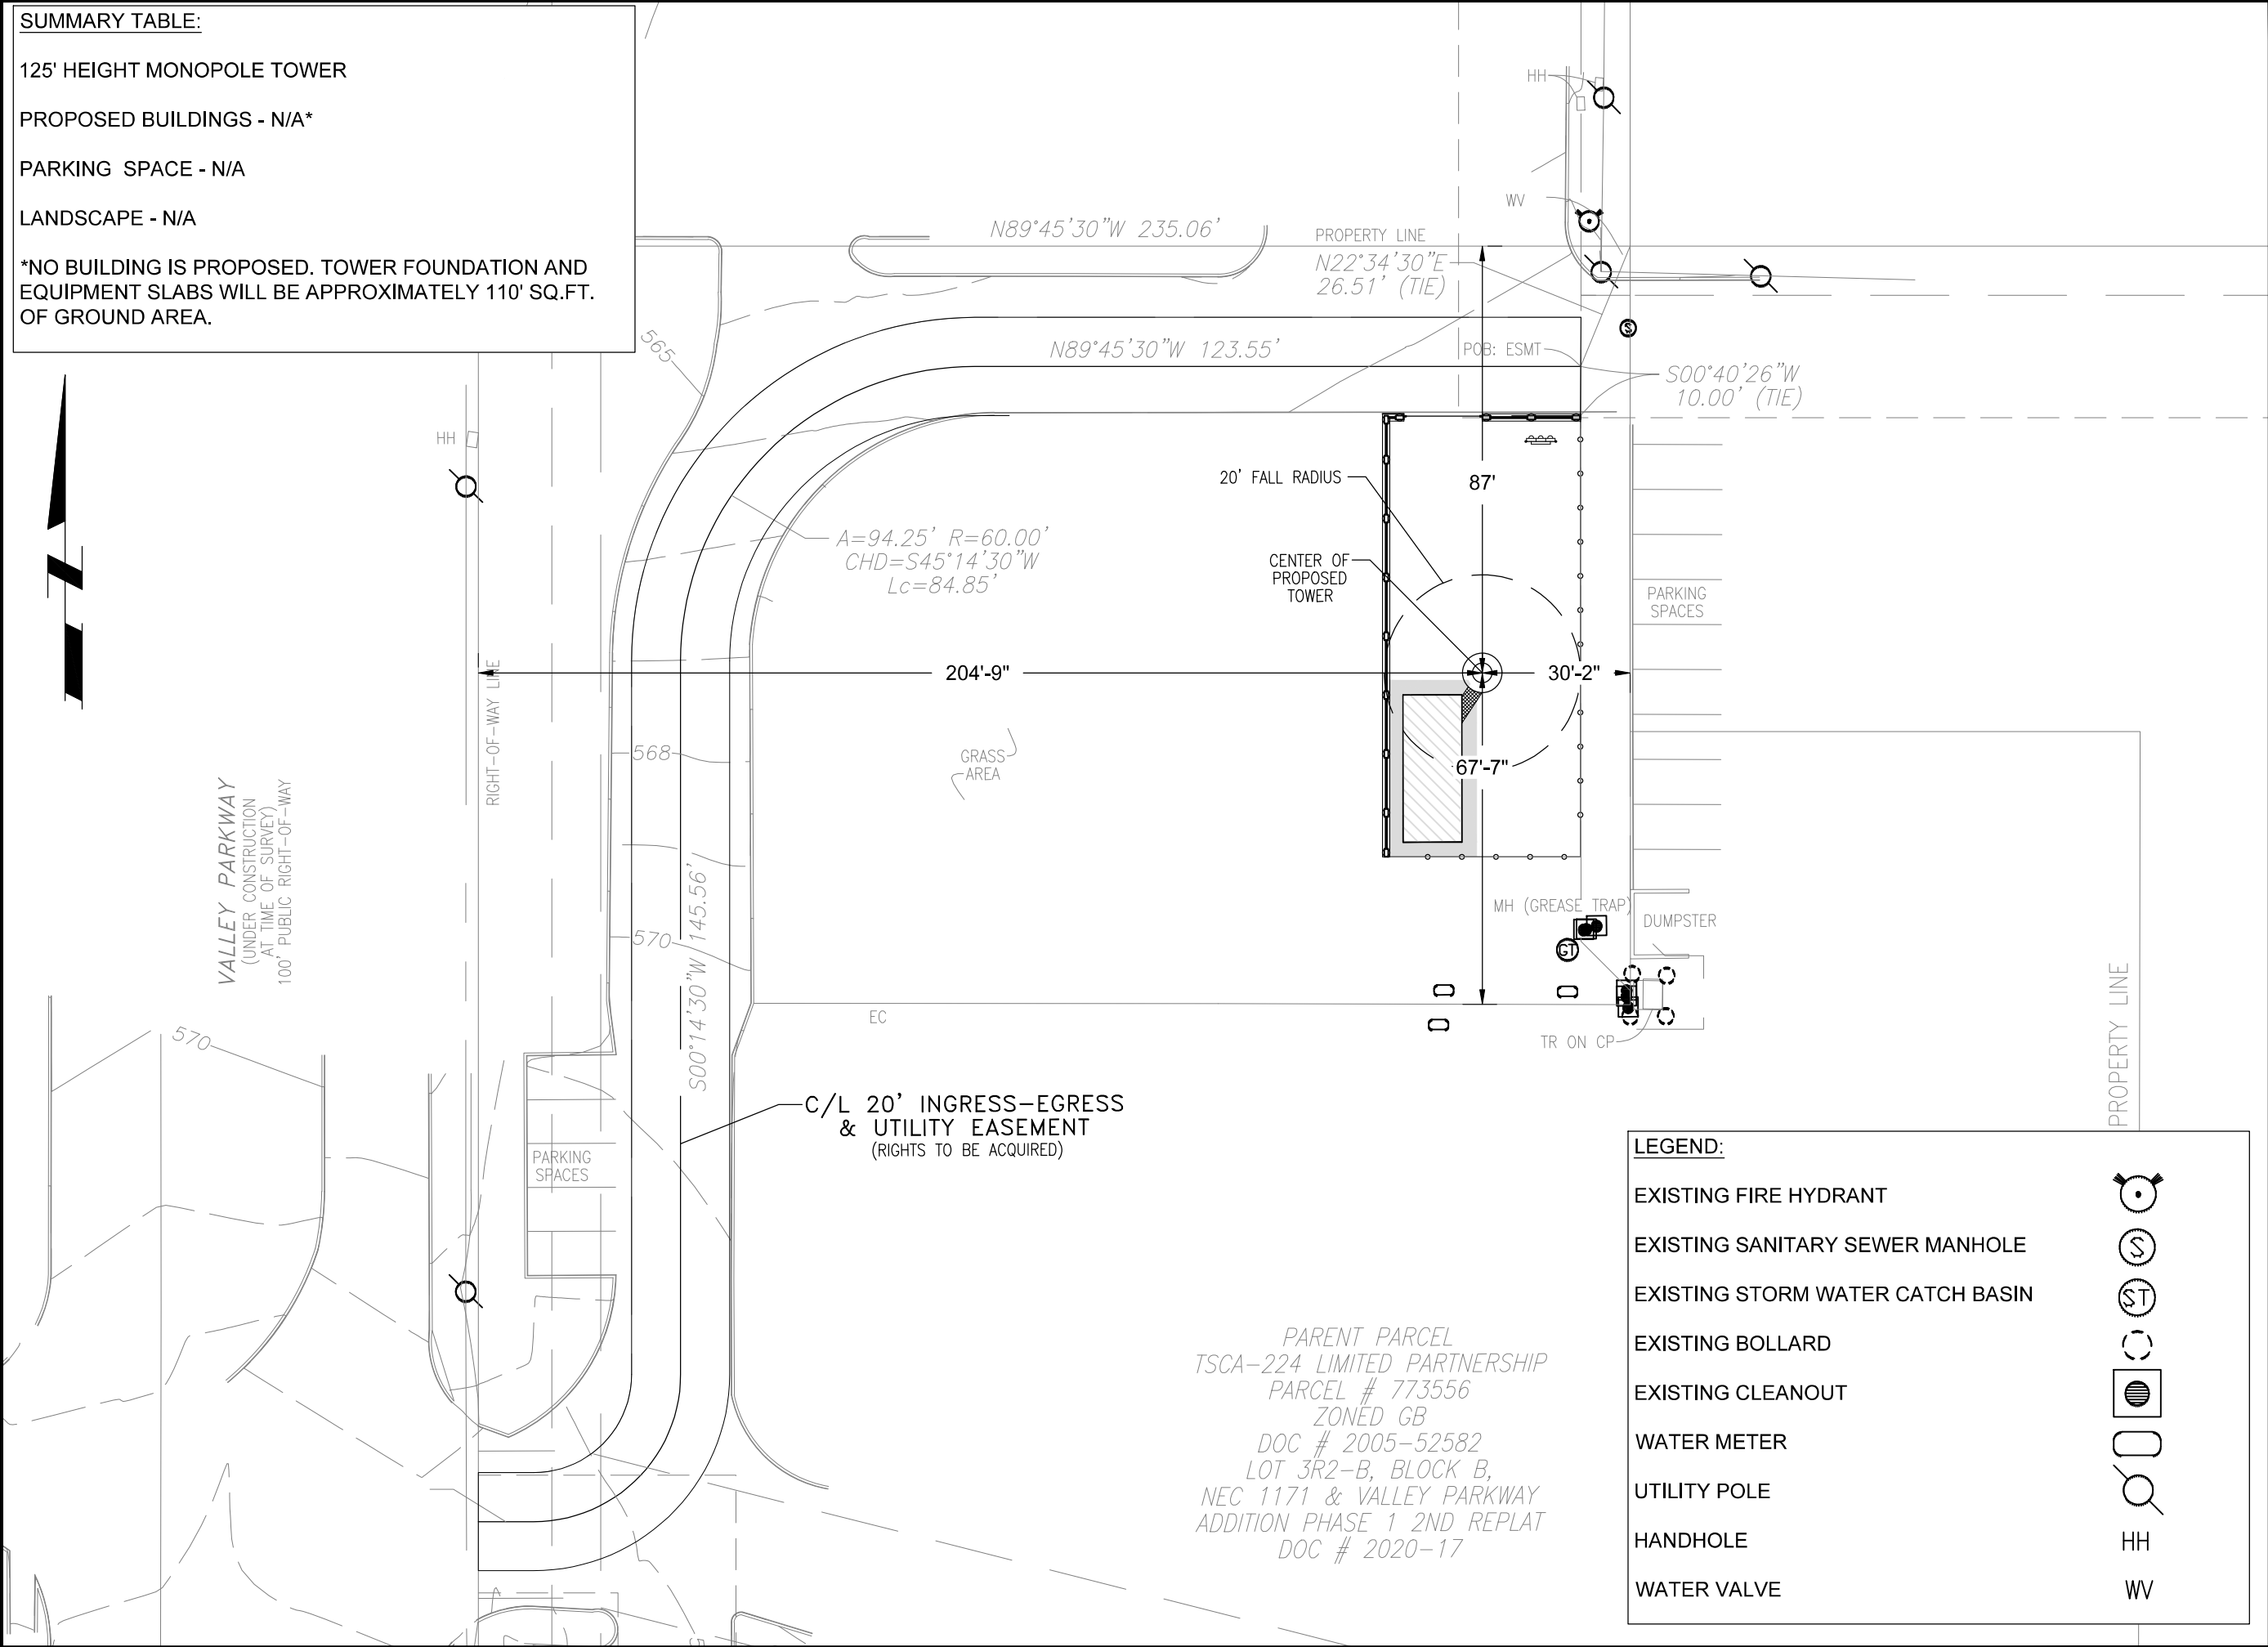 SUMMARY TABLE:
125' HEIGHT MONOPOLE TOWER
PROPOSED BUILDINGS - N/A*
PARKING SPACE - N/A
LANDSCAPE - N/A
*NO BUILDING IS PROPOSED. TOWER FOUNDATION AND
EQUIPMENT SLABS WILL BE APPROXIMATELY 110' SQ.FT.
OF GROUND AREA.
HH
WV
N89°45'30"W 235.06'
PROPERTY LINE
N22°34'30"E
26.51' (TIE)
S
565
N89°45'30"W 123.55'
POB: ESMT
S00°40'26"W
10.00' (TIE)
HH
20' FALL RADIUS
87'
A=94.25' R=60.00'
CHD=S45°14'30"W
Lc=84.85'
CENTER OF
PROPOSED
TOWER
PARKING
SPACES
RIGHT-OF-WAY LINE
204'-9"
30'-2"
568
GRASS
AREA
67'-7"
VALLEY PARKWAY
(UNDER CONSTRUCTION
AT TIME OF SURVEY)
100' PUBLIC RIGHT-OF-WAY
570
S00°14'30"W 145.56'
MH (GREASE TRAP)
DUMPSTER
GT
PROPERTY LINE
EC
TR ON CP
570
C/L 20' INGRESS-EGRESS
& UTILITY EASEMENT
(RIGHTS TO BE ACQUIRED)
PARKING
SPACES
PARENT PARCEL
TSCA-224 LIMITED PARTNERSHIP
PARCEL # 773556
ZONED GB
DOC # 2005-52582
LOT 3R2-B, BLOCK B,
NEC 1171 & VALLEY PARKWAY
ADDITION PHASE 1 2ND REPLAT
DOC # 2020-17
LEGEND:
EXISTING FIRE HYDRANT
EXISTING SANITARY SEWER MANHOLE S
EXISTING STORM WATER CATCH BASIN ST
EXISTING BOLLARD
EXISTING CLEANOUT
WATER METER
UTILITY POLE
HANDHOLE HH
WATER VALVE WV